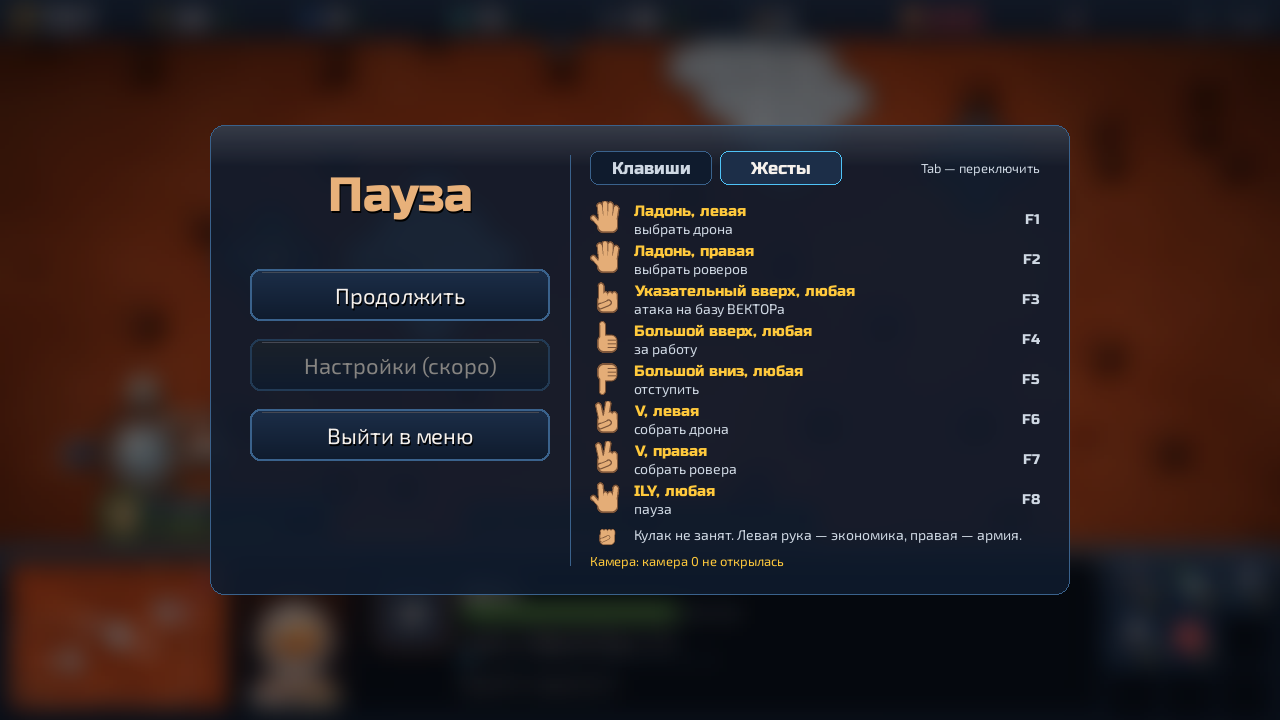 Пауза
Продолжить
Настройки (скоро)
Выйти в меню
Клавиши
Жесты
Tab — переключить
Ладонь, левая
выбрать дрона
F1
Ладонь, правая
выбрать роверов
F2
Указательный вверх, любая
атака на базу ВЕКТОРа
F3
Большой вверх, любая
за работу
F4
Большой вниз, любая
отступить
F5
V, левая
собрать дрона
F6
V, правая
собрать ровера
F7
ILY, любая
пауза
F8
Кулак не занят. Левая рука — экономика, правая — армия.
Камера: камера 0 не открылась